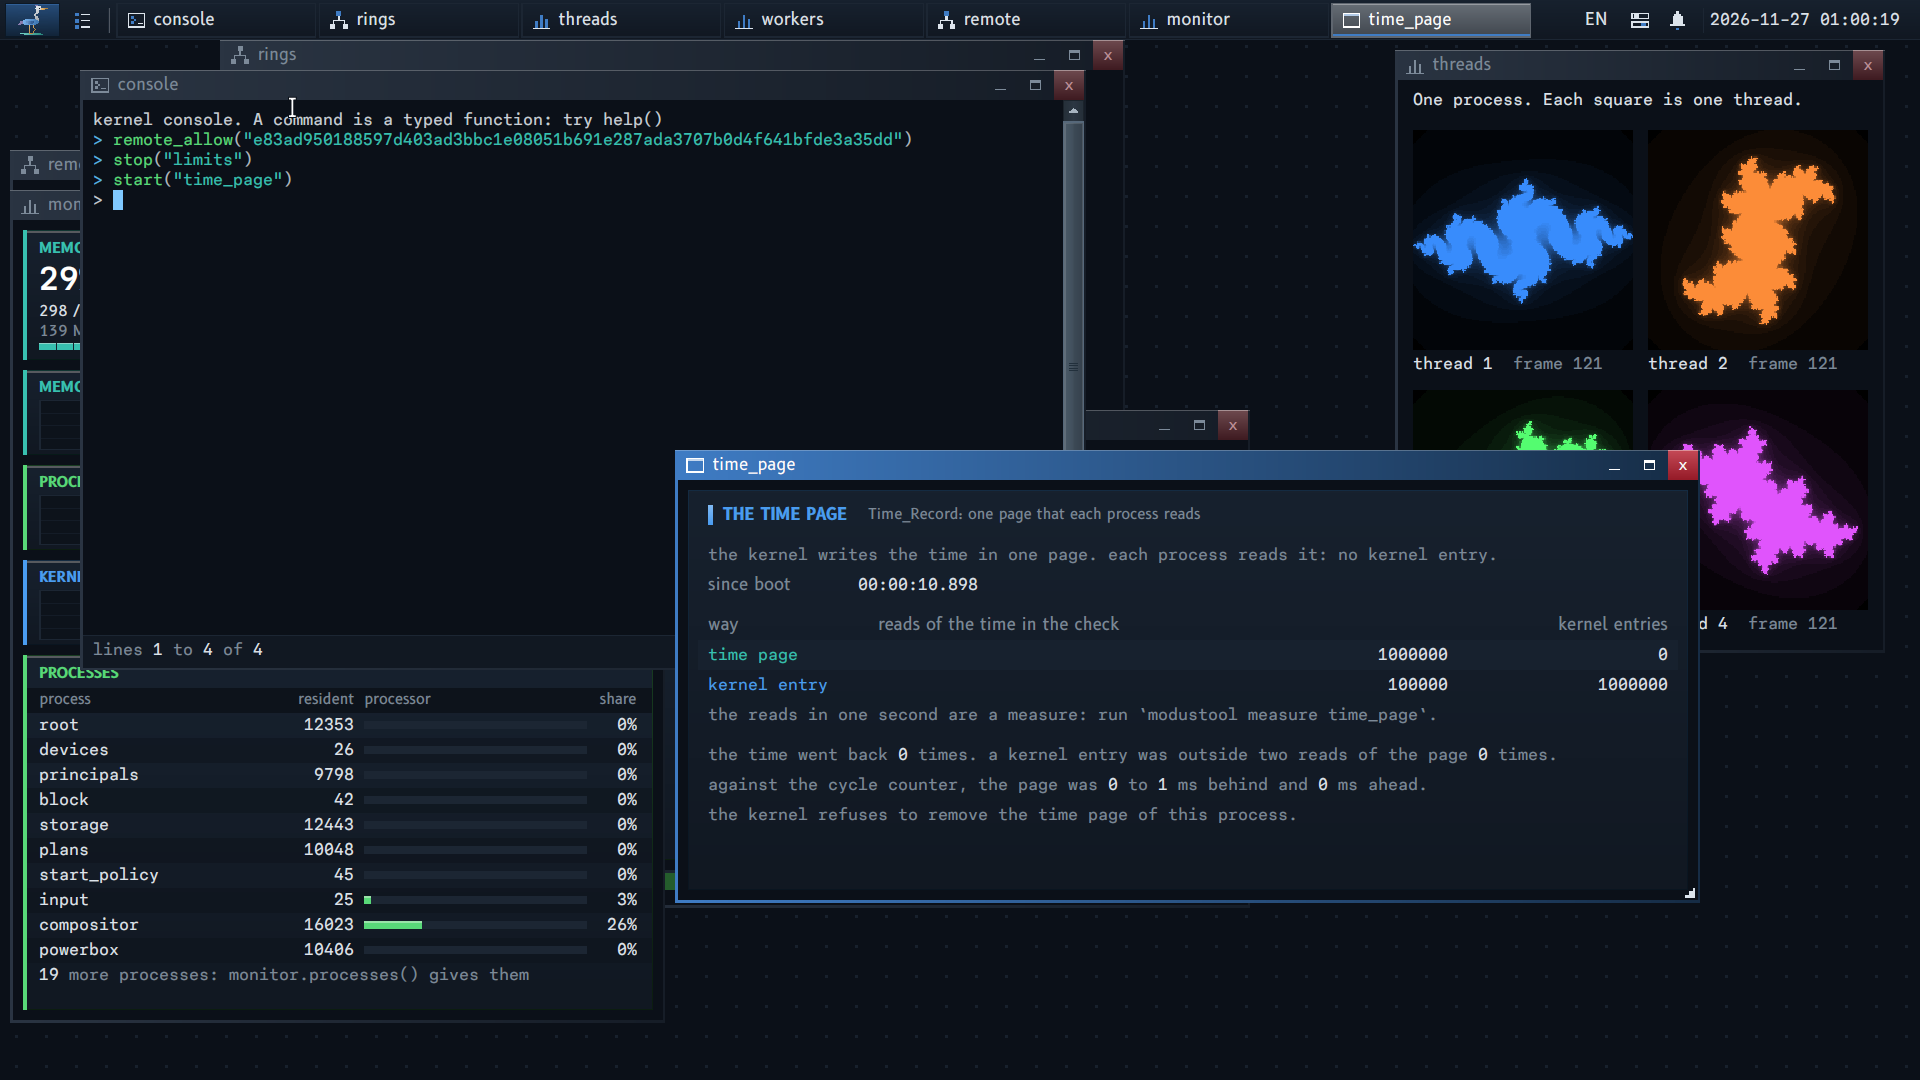 console
rings
threads
workers
remote
monitor
time_page
EN
2026-11-27 01:00:19
rings
console
kernel console. A command is a typed function: try help()
> remote_allow("e83ad950188597d403ad3bbc1e08051b691e287ada3707b0d4f641bfde3a35dd")
> stop("limits")
> start("time_page")
>
lines 1 to 4 of 4
threads
One process. Each square is one thread.
thread 1 frame 121
thread 2 frame 121
d 4 frame 121
rem
mon
MEMO
29
298 /
139 M
MEMO
PROC
KERN
PROCESSES
process resident processor share
root 12353 0%
devices 26 0%
principals 9798 0%
block 42 0%
storage 12443 0%
plans 10048 0%
start_policy 45 0%
input 25 3%
compositor 16023 26%
powerbox 10406 0%
19 more processes: monitor.processes() gives them
time_page
THE TIME PAGE Time_Record: one page that each process reads
the kernel writes the time in one page. each process reads it: no kernel entry.
since boot 00:00:10.898
way reads of the time in the check kernel entries
time page 1000000 0
kernel entry 100000 1000000
the reads in one second are a measure: run `modustool measure time_page`.
the time went back 0 times. a kernel entry was outside two reads of the page 0 times.
against the cycle counter, the page was 0 to 1 ms behind and 0 ms ahead.
the kernel refuses to remove the time page of this process.